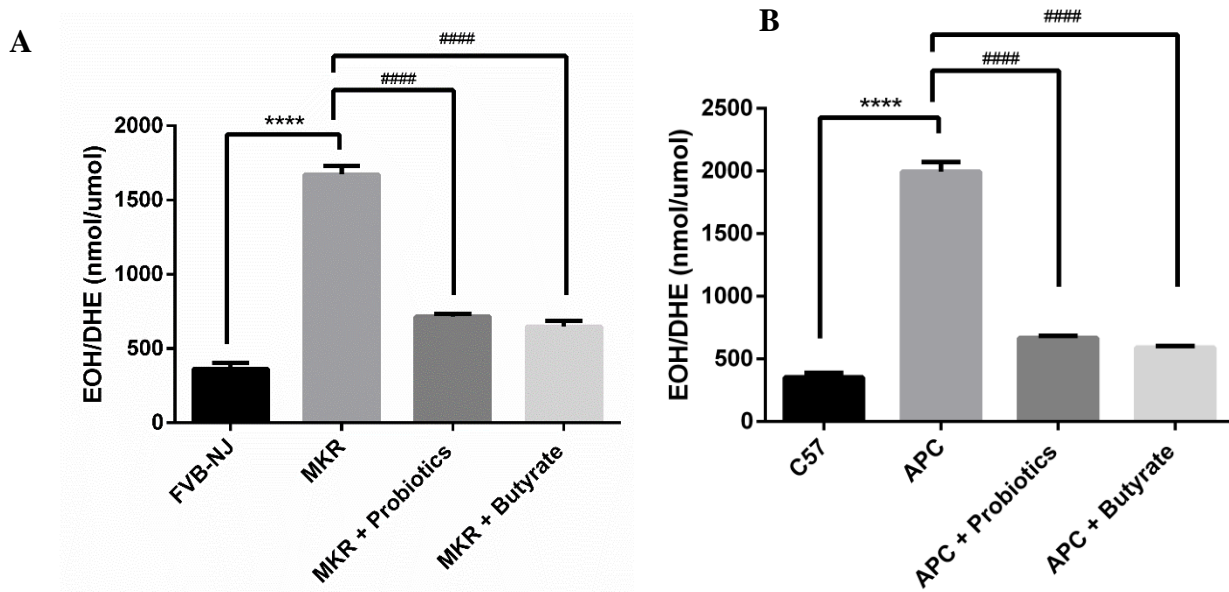 A
####
####
****
EOH/DHE (nmol/umol)
2000
1500
1000
500
0
FVB-NJ
MKR
MKR + Probiotics
MKR + Butyrate
B
####
####
****
EOH/DHE (nmol/umol)
2500
2000
1500
1000
500
0
C57
APC
APC + Probiotics
APC + Butyrate